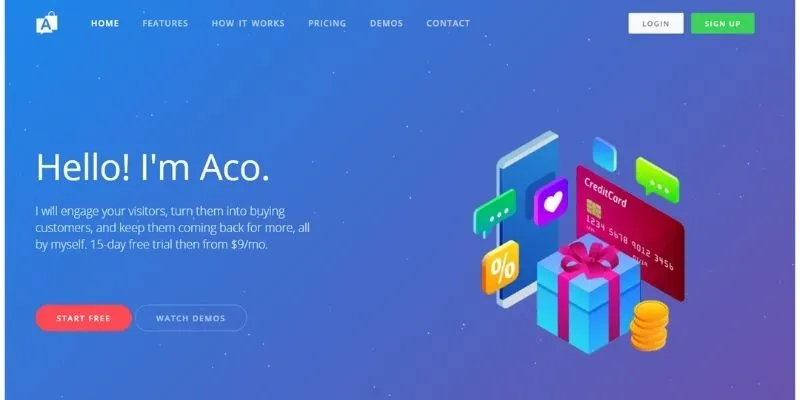 A
HOME FEATURES HOW IT WORKS PRICING DEMOS CONTACT LOGIN SIGN UP
Hello! I'm Aco.
I will engage your visitors, turn them into buying
customers, and keep them coming back for more, all
by myself. 15-day free trial then from $9/mo.
START FREE WATCH DEMOS
CreditCard
1234 5678 9012 3456
%